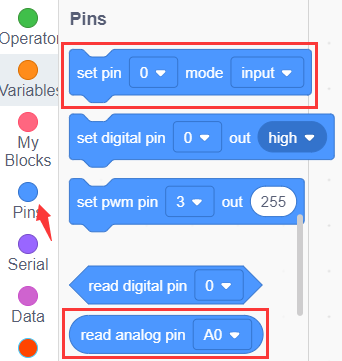 Operator
Variables
My
Blocks
Pins
Serial
Data
Pins
set pin 0 mode input
set digital pin 0 out high
set pwm pin 3 out 255
read digital pin 0
read analog pin A0